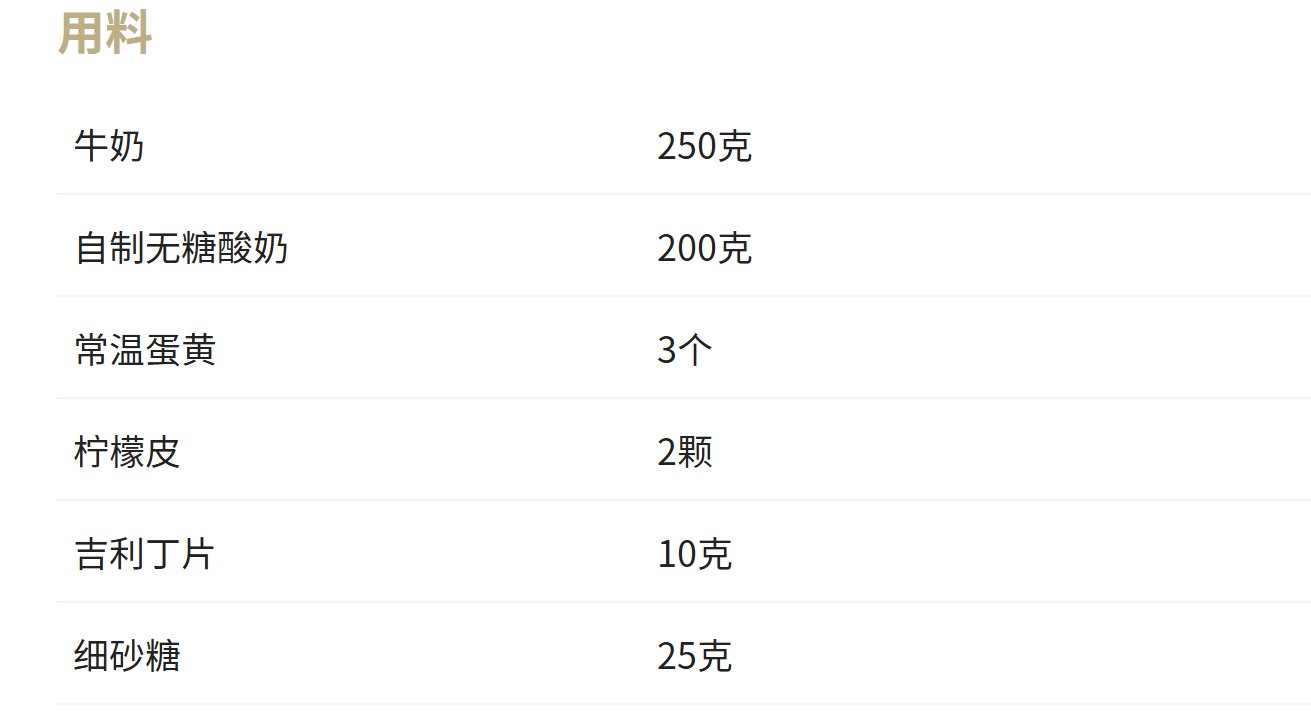 用料
牛奶 250克
自制无糖酸奶 200克
常温蛋黄 3个
柠檬皮 2颗
吉利丁片 10克
细砂糖 25克